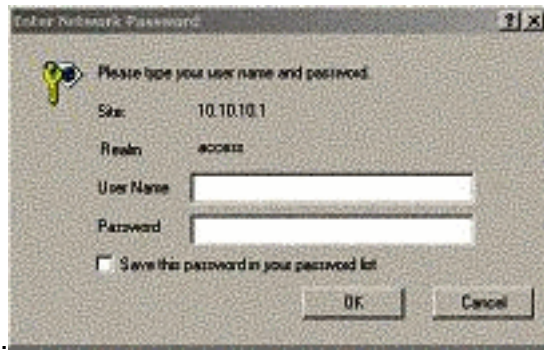 Enter Network Password
Please type your user name and password.
Site: 10.10.10.1
Realm access
User Name
Password
Save this password in your password list
OK
Cancel
.